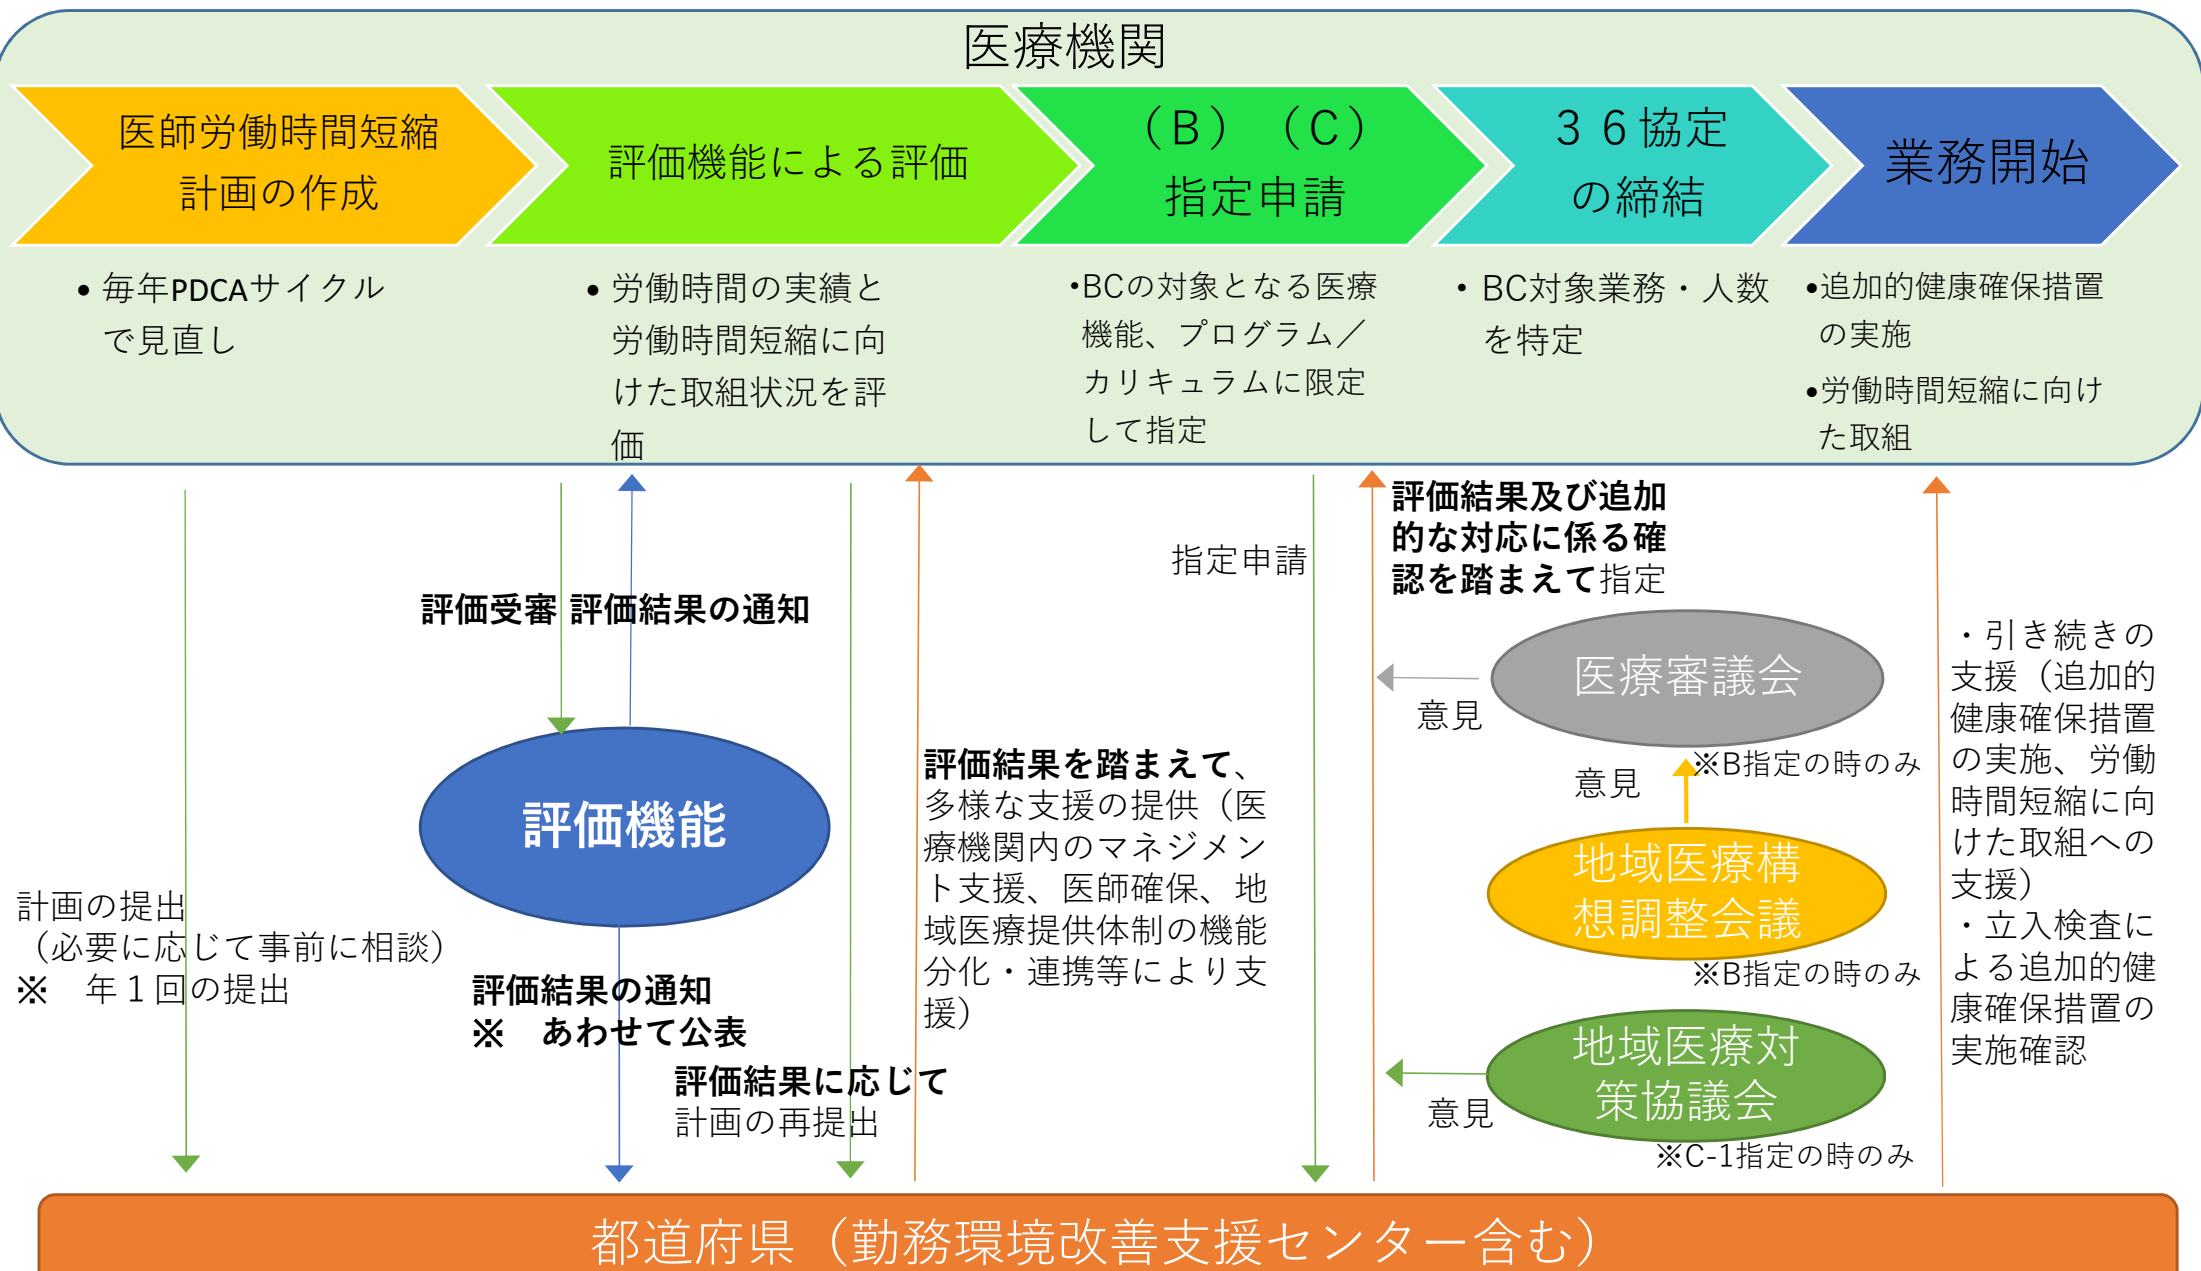 医療機関
医師労働時間短縮
計画の作成
評価機能による評価
（Ｂ）（Ｃ）
指定申請
３６協定
の締結
業務開始
• 毎年PDCAサイクル
で見直し
• 労働時間の実績と
労働時間短縮に向
けた取組状況を評
価
•BCの対象となる医療
機能、プログラム／
カリキュラムに限定
して指定
• BC対象業務・人数
を特定
•追加的健康確保措置
の実施
•労働時間短縮に向け
た取組
計画の提出
（必要に応じて事前に相談）
※　年１回の提出
評価受審
評価結果の通知
評価機能
評価結果の通知
※　あわせて公表
評価結果に応じて
計画の再提出
評価結果を踏まえて、
多様な支援の提供（医
療機関内のマネジメン
ト支援、医師確保、地
域医療提供体制の機能
分化・連携等により支
援）
指定申請
評価結果及び追加
的な対応に係る確
認を踏まえて指定
医療審議会
意見
※B指定の時のみ
意見
地域医療構
想調整会議
※B指定の時のみ
地域医療対
策協議会
意見
※C-1指定の時のみ
・引き続きの
支援（追加的
健康確保措置
の実施、労働
時間短縮に向
けた取組への
支援）
・立入検査に
よる追加的健
康確保措置の
実施確認
都道府県（勤務環境改善支援センター含む）